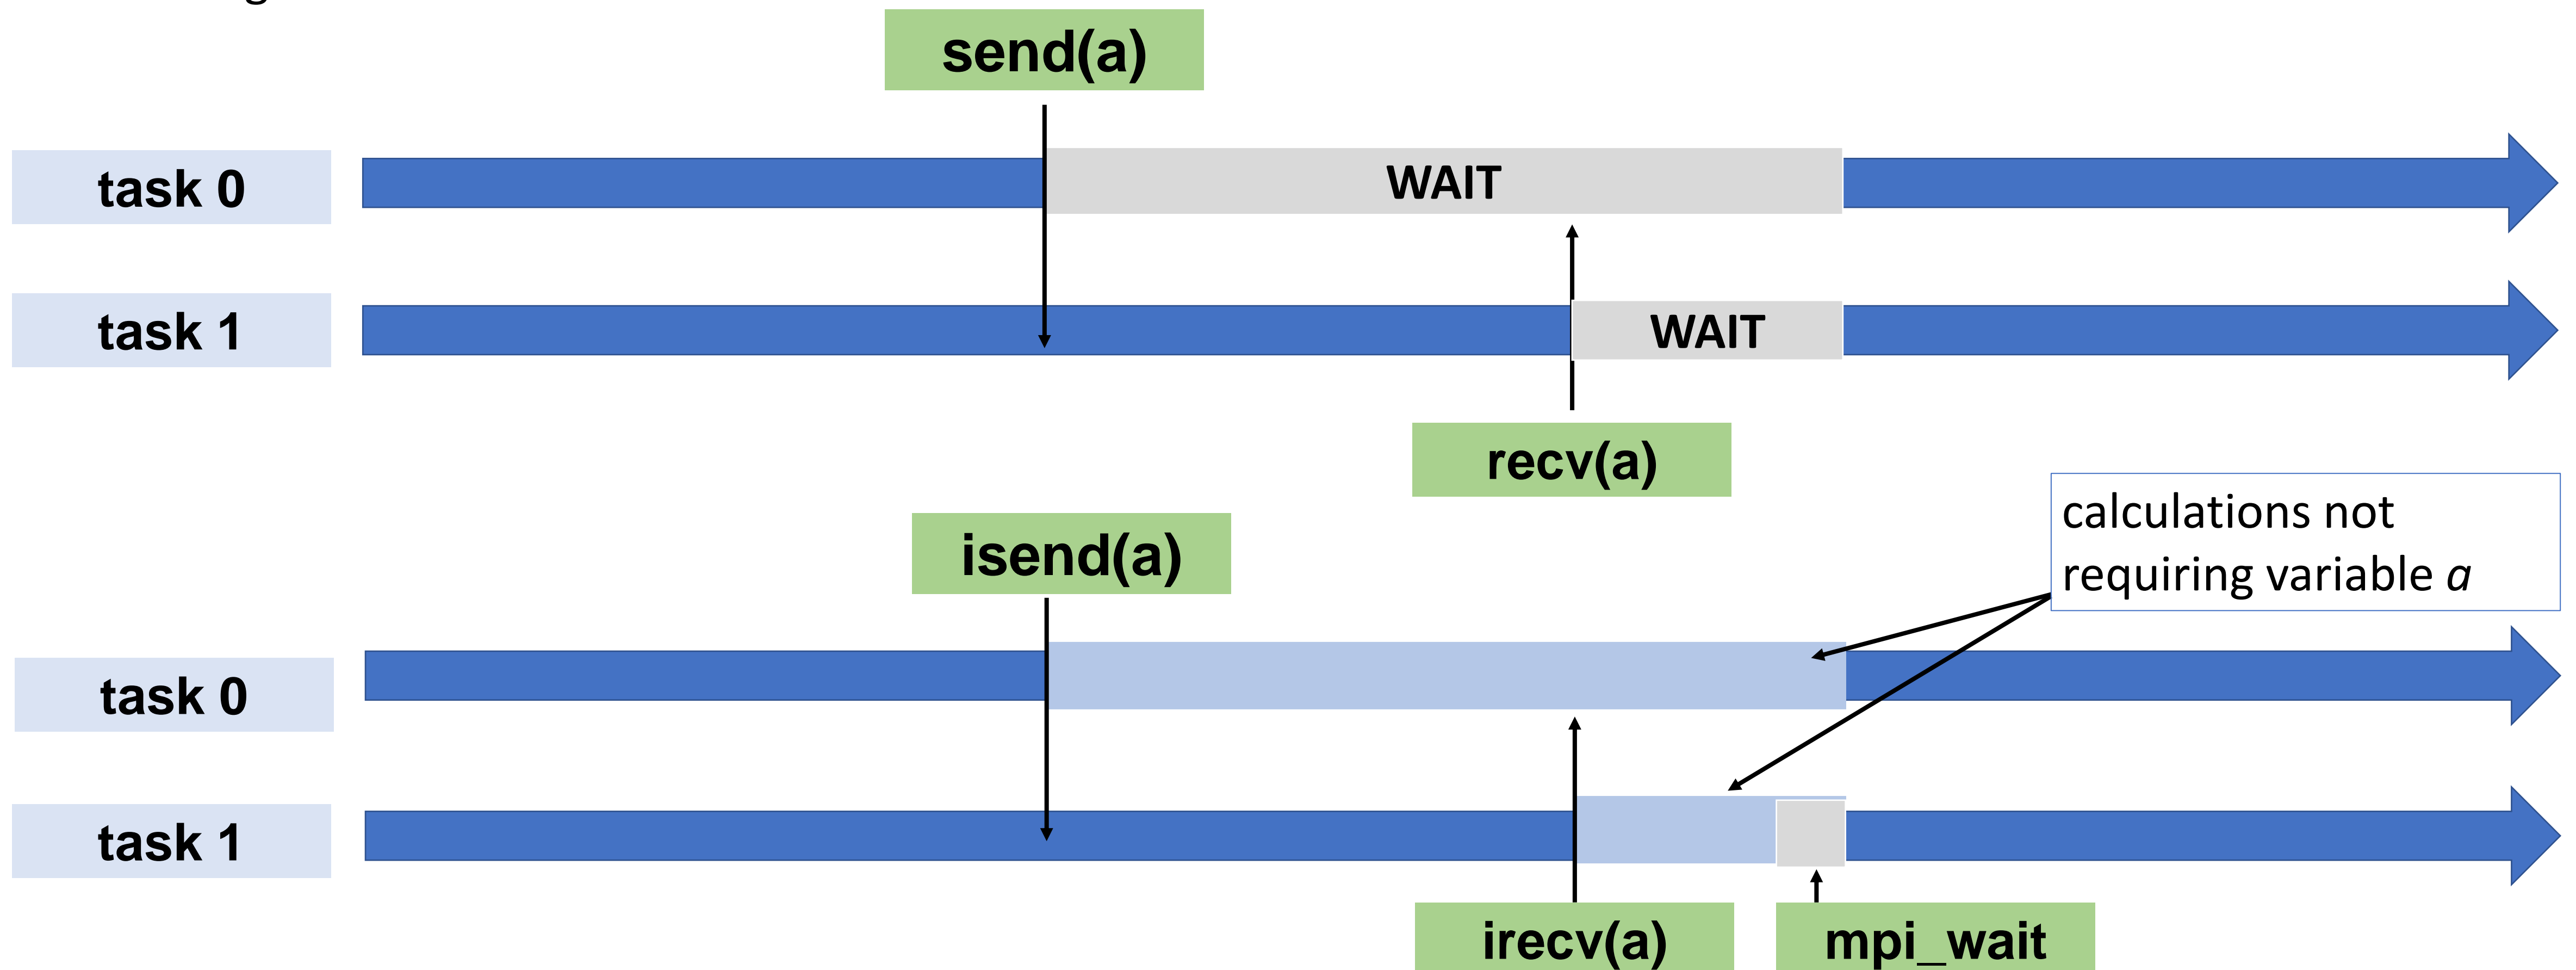 send(a)
task 0
WAIT
task 1
WAIT
recv(a)
calculations not
requiring variable a
isend(a)
task 0
task 1
irecv(a)
mpi_wait